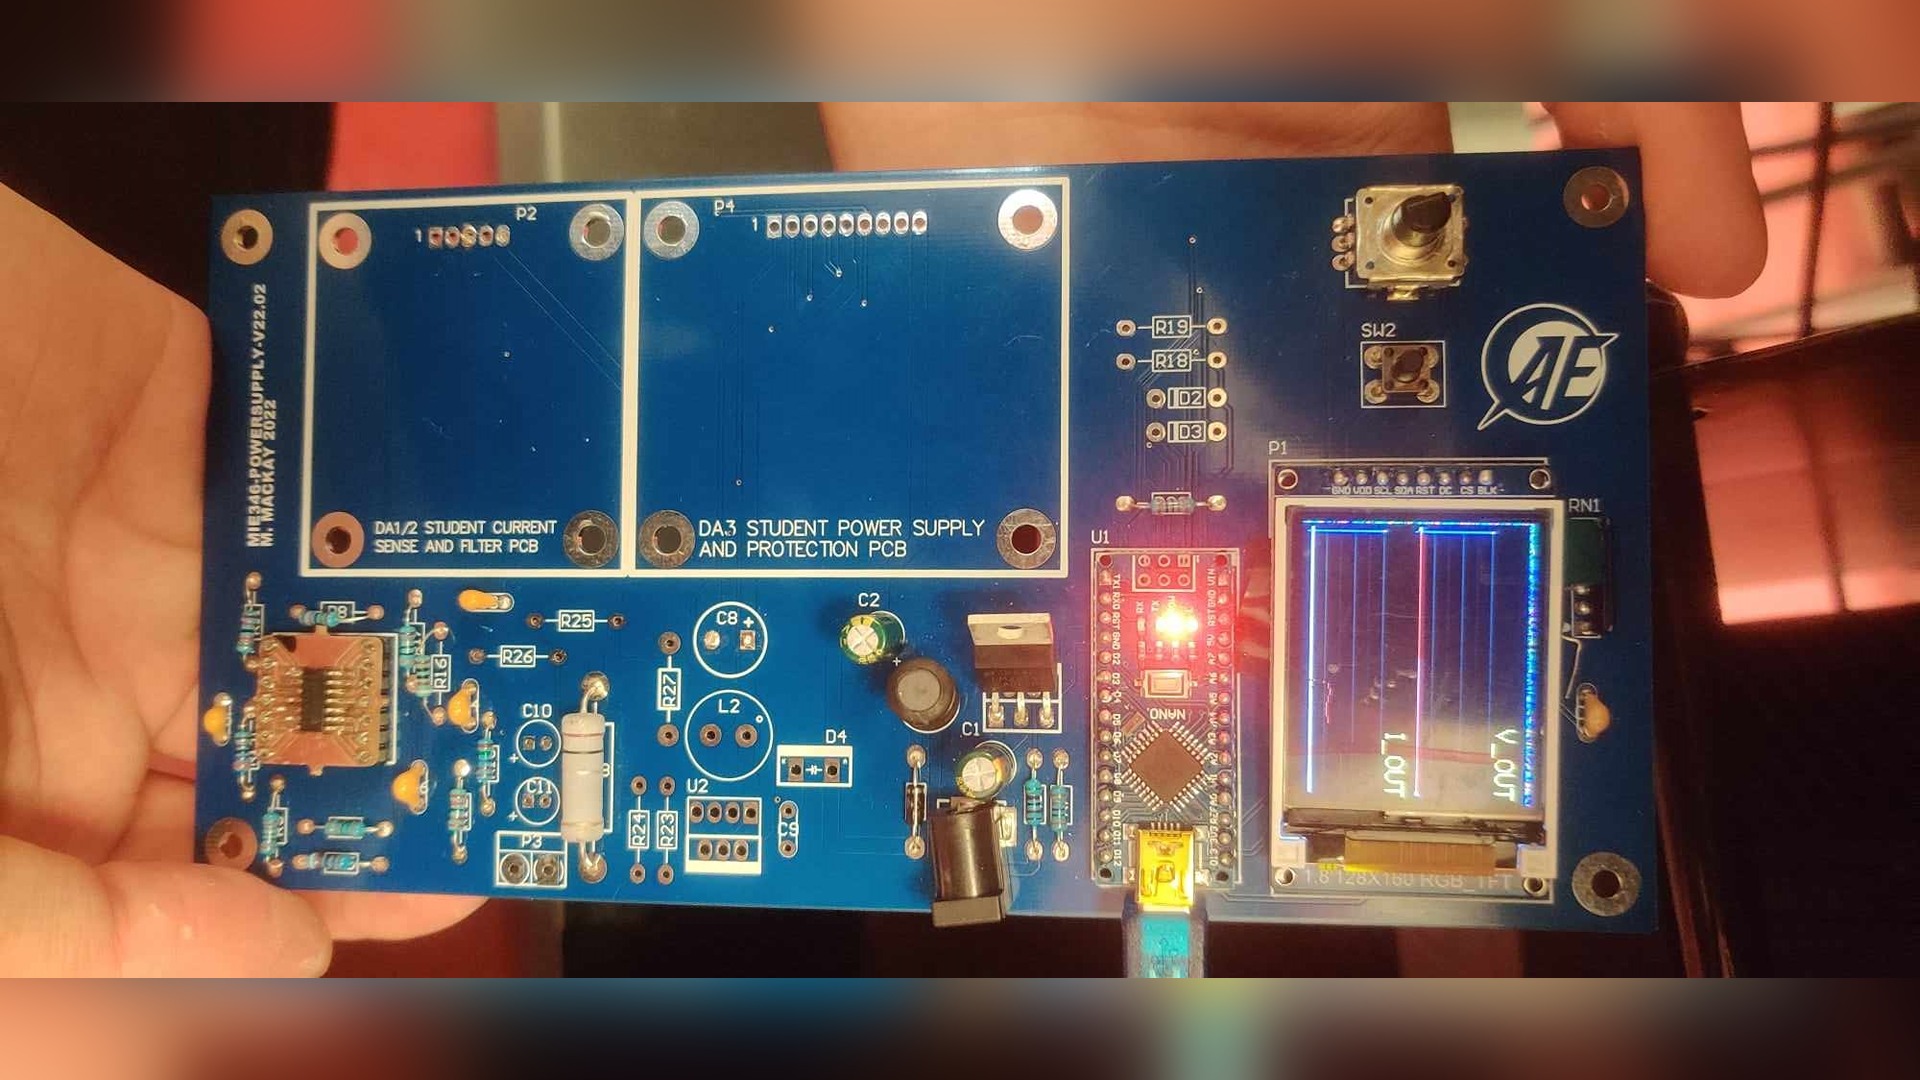 P2
P4
1
1
ME346-POWERSUPPLY-V22.02
M. MACKAY 2022
DA1/2 STUDENT CURRENT
SENSE AND FILTER PCB
DA3 STUDENT POWER SUPPLY
AND PROTECTION PCB
R19
R18
D2
D3
SW2
AE
P1
GND VDD SCL SDA RST DC CS BLK
RN1
U1
R8
R25
R26
R16
C8
C2
R27
L2
C10
C11
C1
D4
U2
P3
R24
R23
C9
NANO
I_OUT
V_OUT
1.8 128X160 RGB_TFT